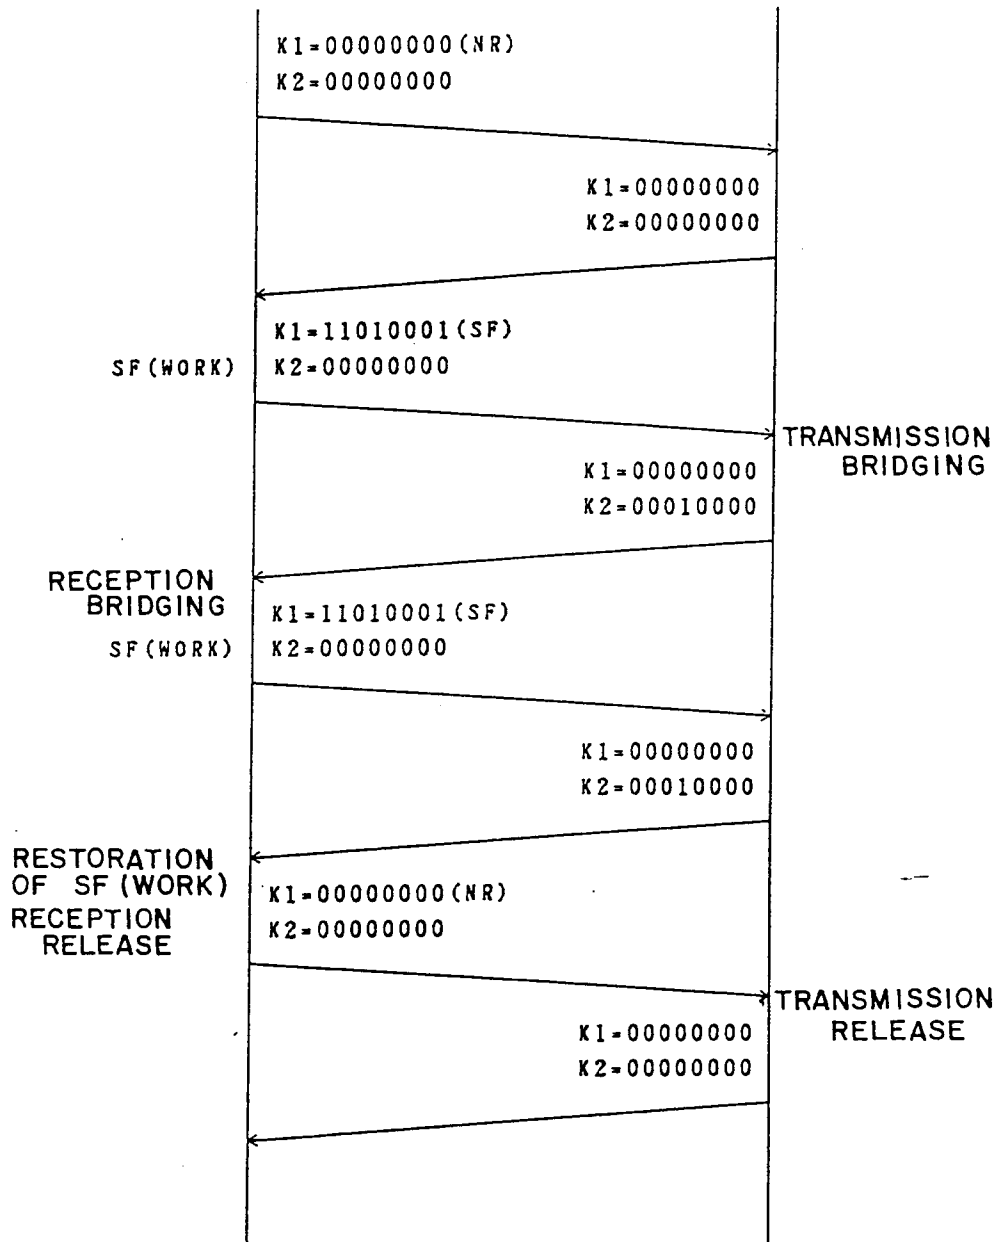 K1=00000000(NR)
K2=00000000
K1=00000000
K2=00000000
K1=11010001(SF)
SF(WORK) K2=00000000
TRANSMISSION
BRIDGING
K1=00000000
K2=00010000
RECEPTION
BRIDGING
K1=11010001(SF)
SF(WORK) K2=00000000
K1=00000000
K2=00010000
RESTORATION
OF SF(WORK)
K1=00000000(NR)
RECEPTION
RELEASE
K2=00000000
TRANSMISSION
RELEASE
K1=00000000
K2=00000000